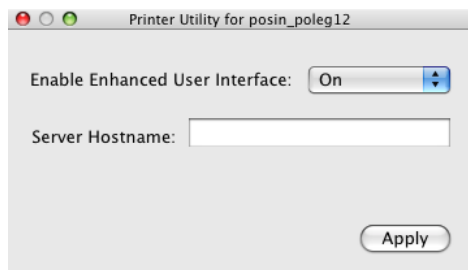 Printer Utility for posin_poleg12
Enable Enhanced User Interface: On
Server Hostname:
Apply